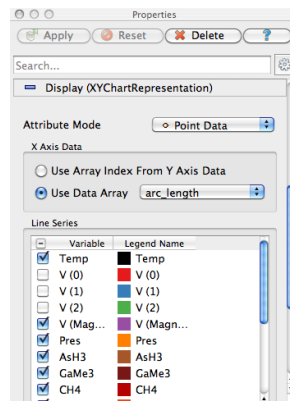 Properties
Apply Reset Delete ?
Search...
Display (XYChartRepresentation)
Attribute Mode Point Data
X Axis Data
Use Array Index From Y Axis Data
Use Data Array arc_length
Line Series
Variable Legend Name
Temp Temp
V (0) V (0)
V (1) V (1)
V (2) V (2)
V (Mag... V (Magn...
Pres Pres
AsH3 AsH3
GaMe3 GaMe3
CH4 CH4